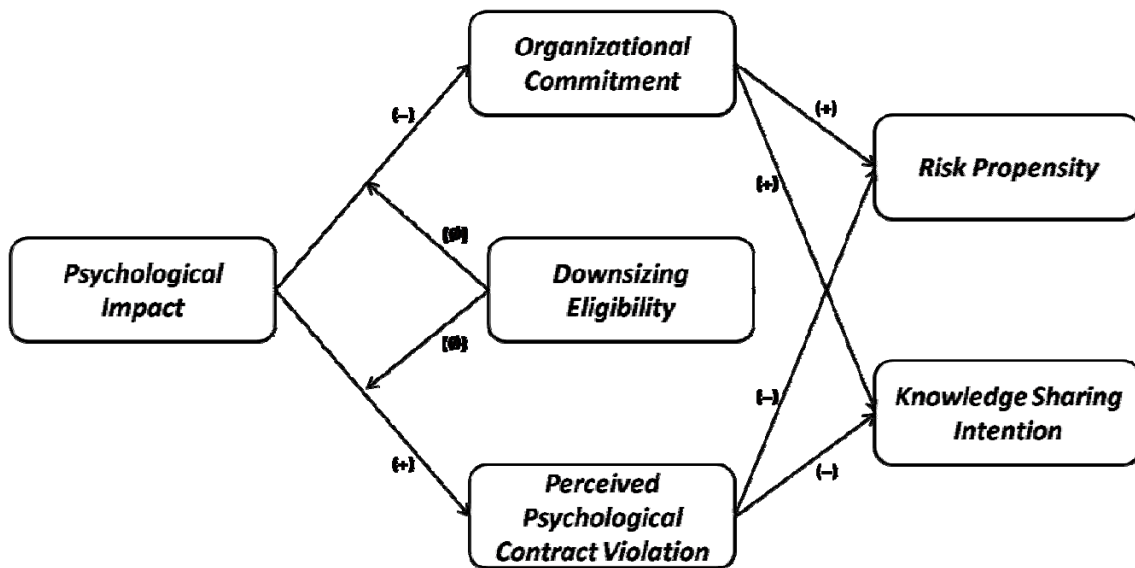 Organizational
Commitment
(–)
(+)
Risk Propensity
(+)
Psychological
Impact
Downsizing
Eligibility
(–)
Knowledge Sharing
Intention
(+)
(–)
Perceived
Psychological
Contract Violation